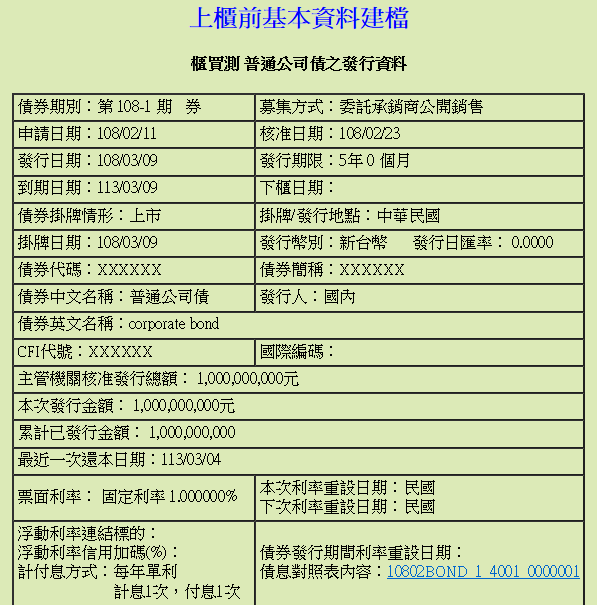 上櫃前基本資料建檔
櫃買測 普通公司債之發行資料
債券期別：第 108-1 期 券
募集方式：委託承銷商公開銷售
申請日期：108/02/11
核准日期：108/02/23
發行日期：108/03/09
發行期限：5年 0 個月
到期日期：113/03/09
下櫃日期：
債券掛牌情形：上市
掛牌/發行地點：中華民國
掛牌日期：108/03/09
發行幣別：新台幣 發行日匯率： 0.0000
債券代碼：XXXXXX
債券簡稱：XXXXXX
債券中文名稱：普通公司債
發行人：國內
債券英文名稱：corporate bond
CFI代號：XXXXXX
國際編碼：
主管機關核准發行總額： 1,000,000,000元
本次發行金額： 1,000,000,000元
累計已發行金額： 1,000,000,000
最近一次還本日期：113/03/04
票面利率： 固定利率 1.000000%
本次利率重設日期：民國
下次利率重設日期：民國
浮動利率連結標的：
浮動利率信用加碼(%)：
計付息方式：每年單利
計息1次，付息1次
債券發行期間利率重設日期：
債息對照表內容：10802BOND_1_4001_0000001